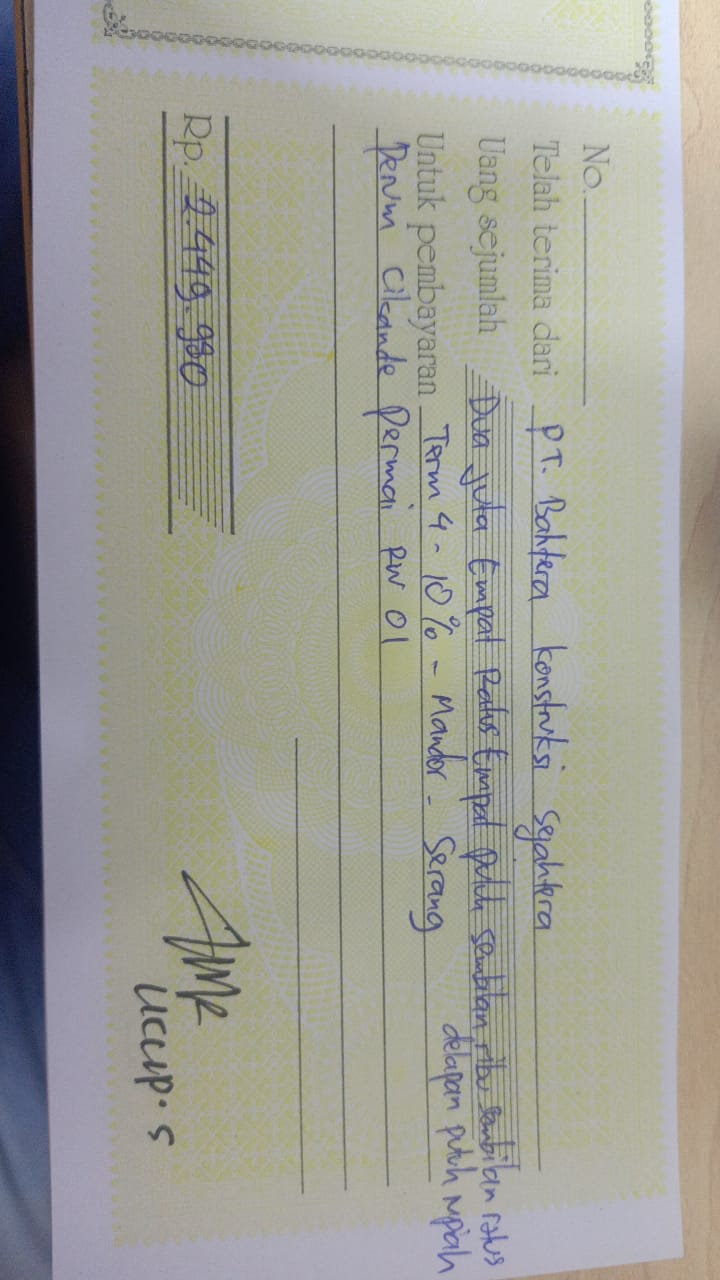 No.
Telah terima dari PT. Bahtera konstruksi Sejahtera
Uang sejumlah Dua juta Empat Ratus Empat puluh sembilan ribu sembilan ratus
delapan puluh rupiah
Untuk pembayaran Term 4 - 10% - Mandor - Serang
Perum Cikande Permai RW 01
Rp. 2.449.980
Ucup. S